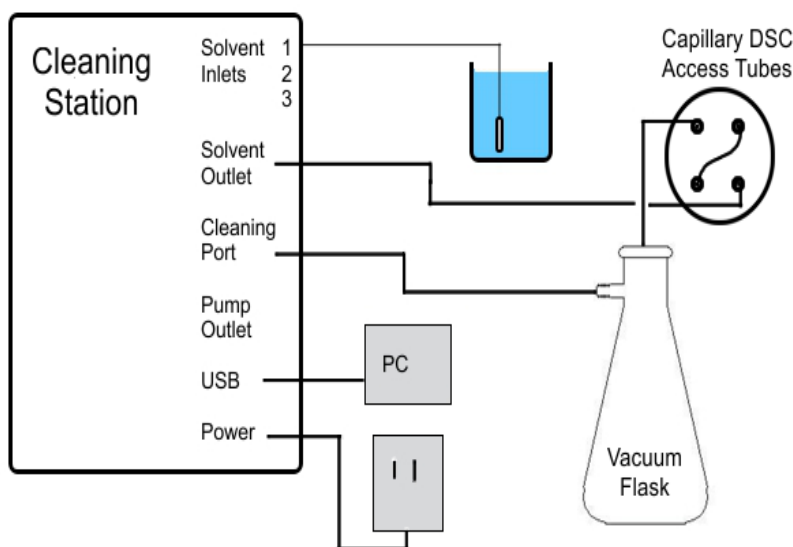 Cleaning
Station
Solvent 1
Inlets 2
3
Solvent
Outlet
Cleaning
Port
Pump
Outlet
USB
Power
PC
Capillary DSC
Access Tubes
Vacuum
Flask